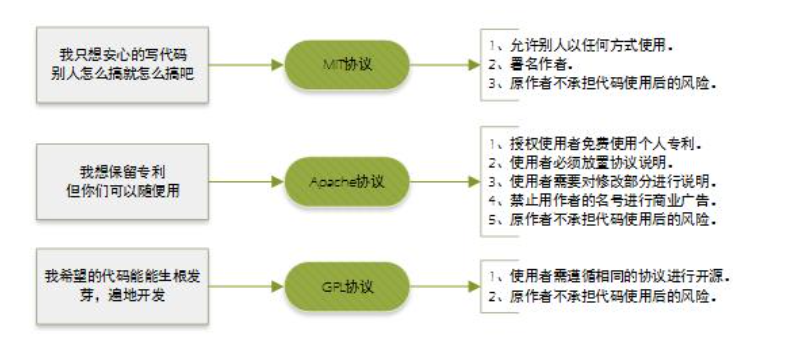 我只想安心的写代码
别人怎么搞就怎么搞吧
MIT协议
1、允许别人以任何方式使用。
2、署名作者。
3、原作者不承担代码使用后的风险。
我想保留专利
但你们可以随便用
Apache协议
1、授权使用者免费使用个人专利。
2、使用者必须放置协议说明。
3、使用者需要对修改部分进行说明。
4、禁止用作者的名号进行商业广告。
5、原作者不承担代码使用后的风险。
我希望的代码能能生根发
芽，遍地开发
GPL协议
1、使用者需遵循相同的协议进行开源。
2、原作者不承担代码使用后的风险。